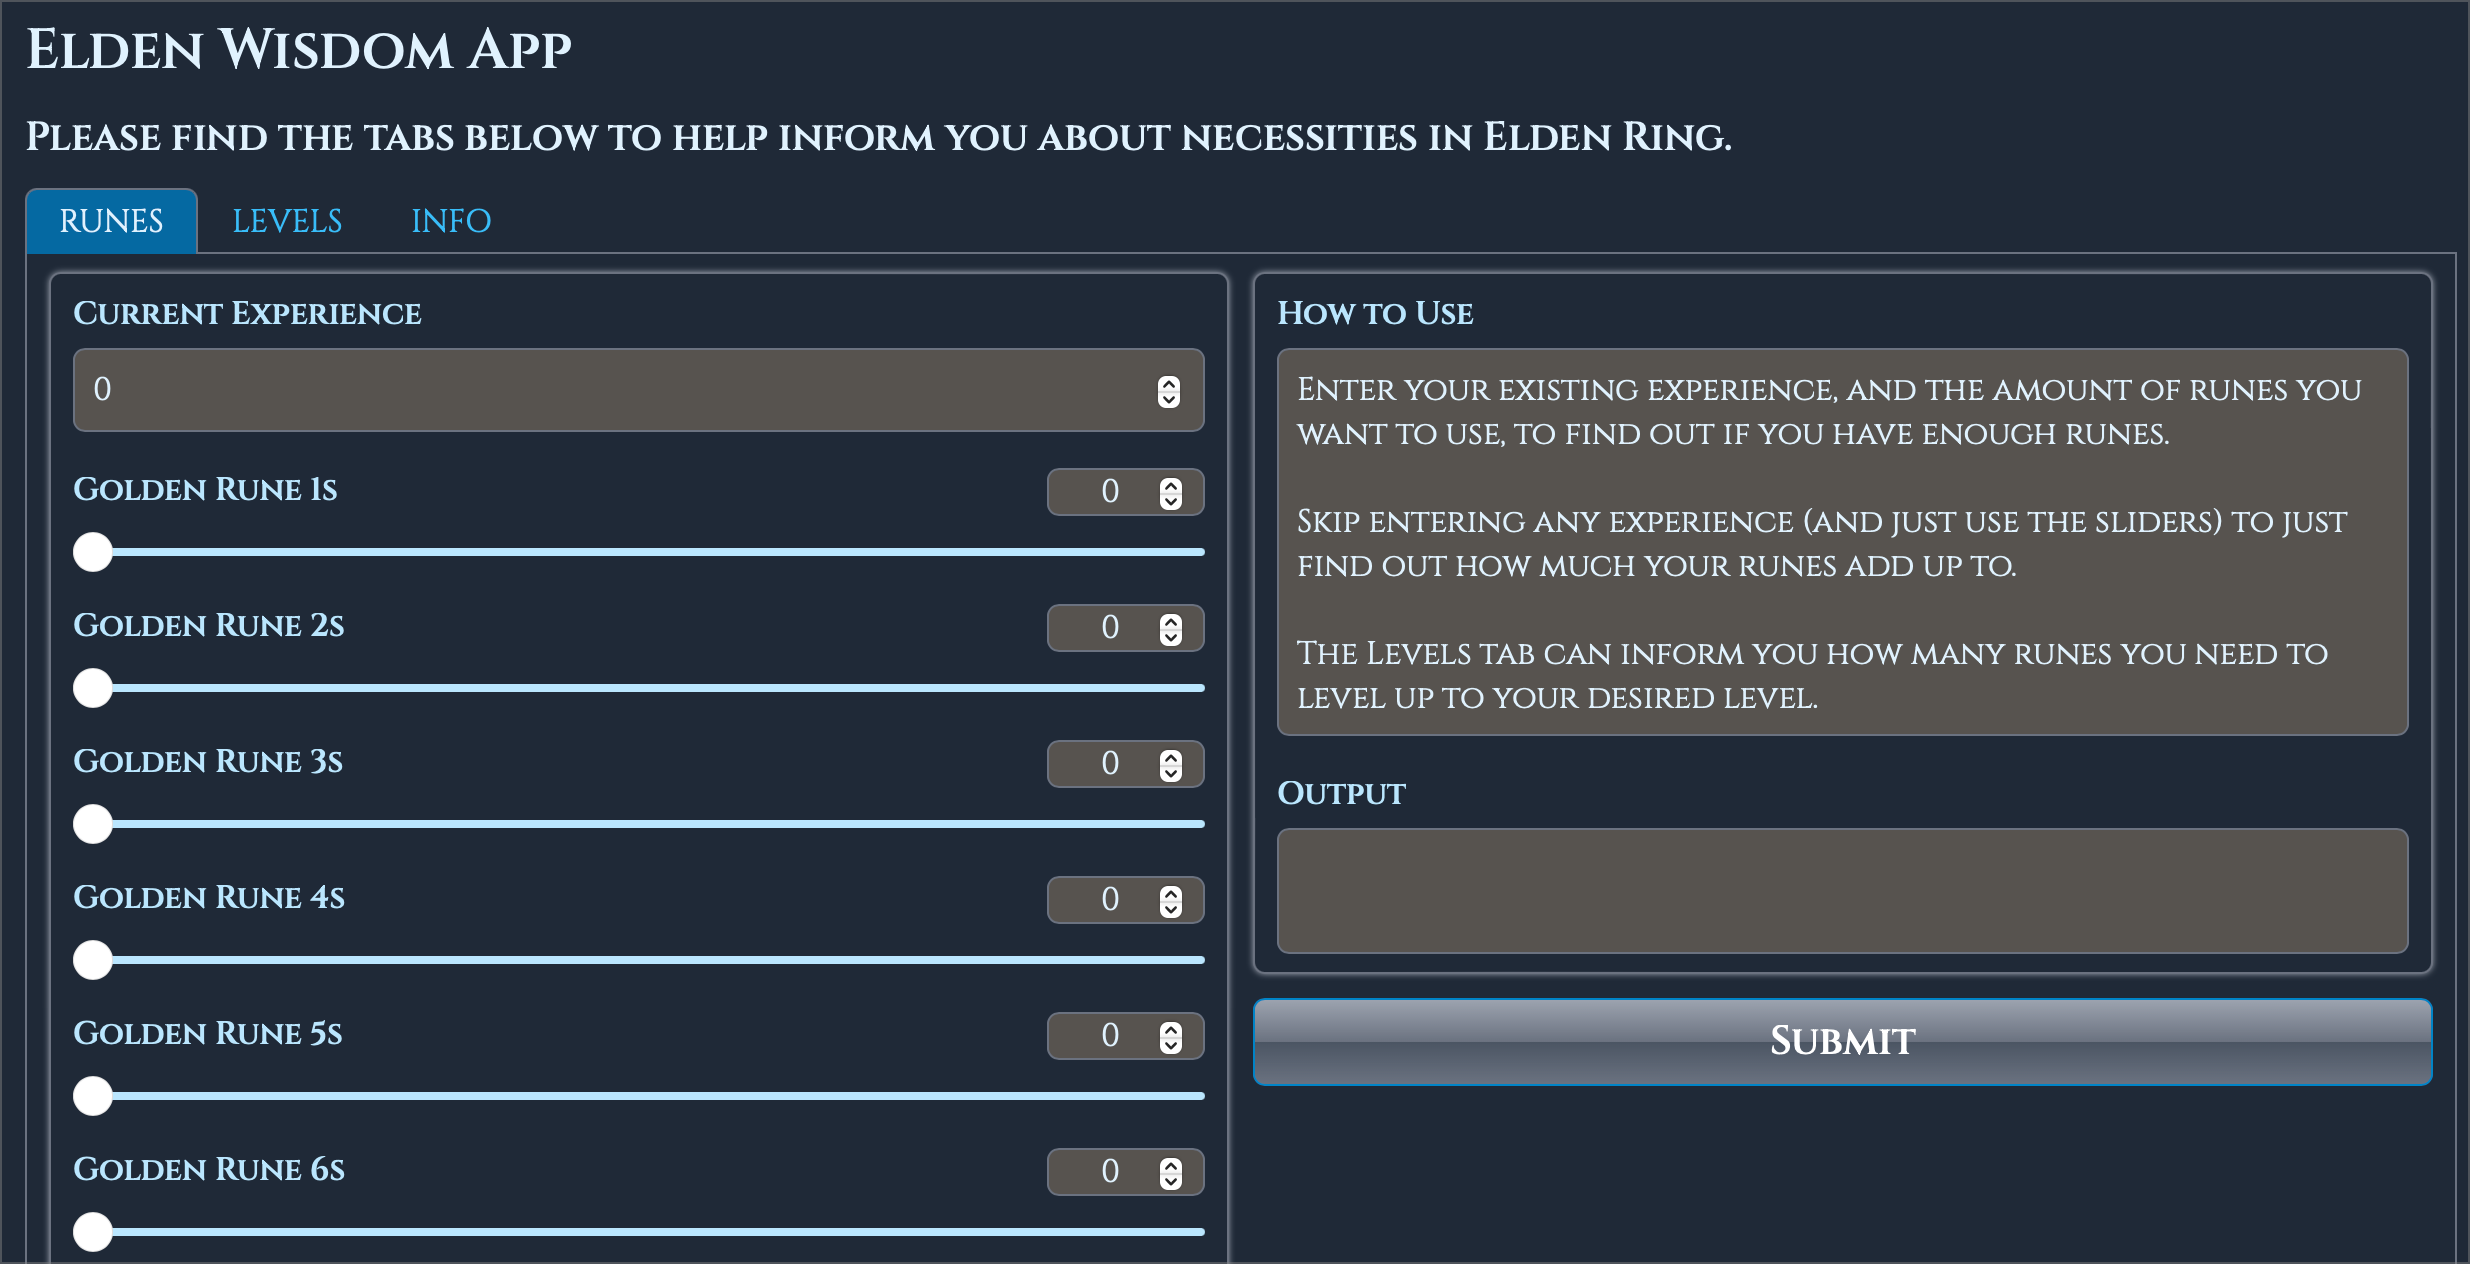 Elden Wisdom App
Please find the tabs below to help inform you about necessities in Elden Ring.
RUNES LEVELS INFO
Current Experience
0
Golden Rune 1s 0
Golden Rune 2s 0
Golden Rune 3s 0
Golden Rune 4s 0
Golden Rune 5s 0
Golden Rune 6s 0
How to Use
Enter your existing experience, and the amount of runes you
want to use, to find out if you have enough runes.
Skip entering any experience (and just use the sliders) to just
find out how much your runes add up to.
The Levels tab can inform you how many runes you need to
level up to your desired level.
Output
Submit